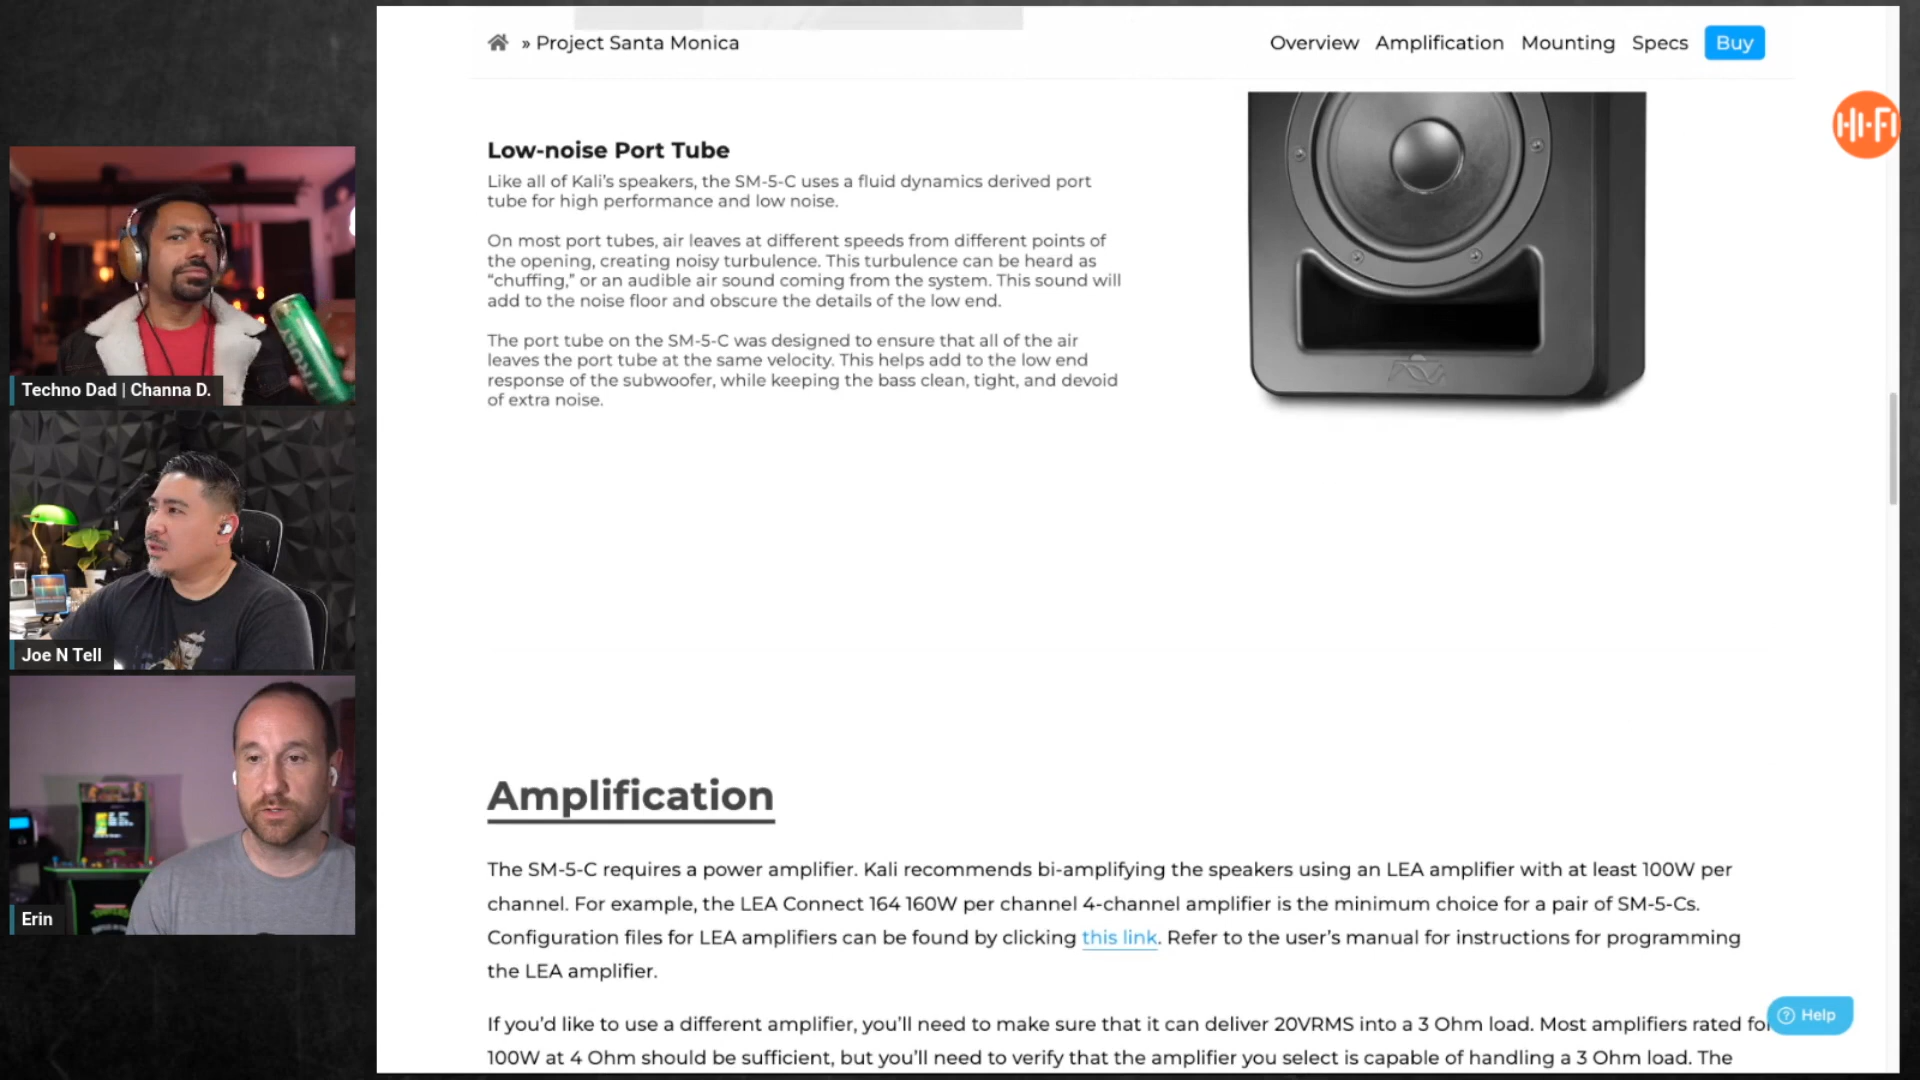 » Project Santa Monica
Overview Amplification Mounting Specs Buy
HI-FI
Low-noise Port Tube
Like all of Kali's speakers, the SM-5-C uses a fluid dynamics derived port
tube for high performance and low noise.
On most port tubes, air leaves at different speeds from different points of
the opening, creating noisy turbulence. This turbulence can be heard as
“chuffing,” or an audible air sound coming from the system. This sound will
add to the noise floor and obscure the details of the low end.
The port tube on the SM-5-C was designed to ensure that all of the air
leaves the port tube at the same velocity. This helps add to the low end
response of the subwoofer, while keeping the bass clean, tight, and devoid
of extra noise.
Techno Dad | Channa D.
Joe N Tell
Erin
Amplification
The SM-5-C requires a power amplifier. Kali recommends bi-amplifying the speakers using an LEA amplifier with at least 100W per
channel. For example, the LEA Connect 164 160W per channel 4-channel amplifier is the minimum choice for a pair of SM-5-Cs.
Configuration files for LEA amplifiers can be found by clicking this link. Refer to the user's manual for instructions for programming
the LEA amplifier.
If you'd like to use a different amplifier, you'll need to make sure that it can deliver 20VRMS into a 3 Ohm load. Most amplifiers rated for
100W at 4 Ohm should be sufficient, but you'll need to verify that the amplifier you select is capable of handling a 3 Ohm load. The
Help